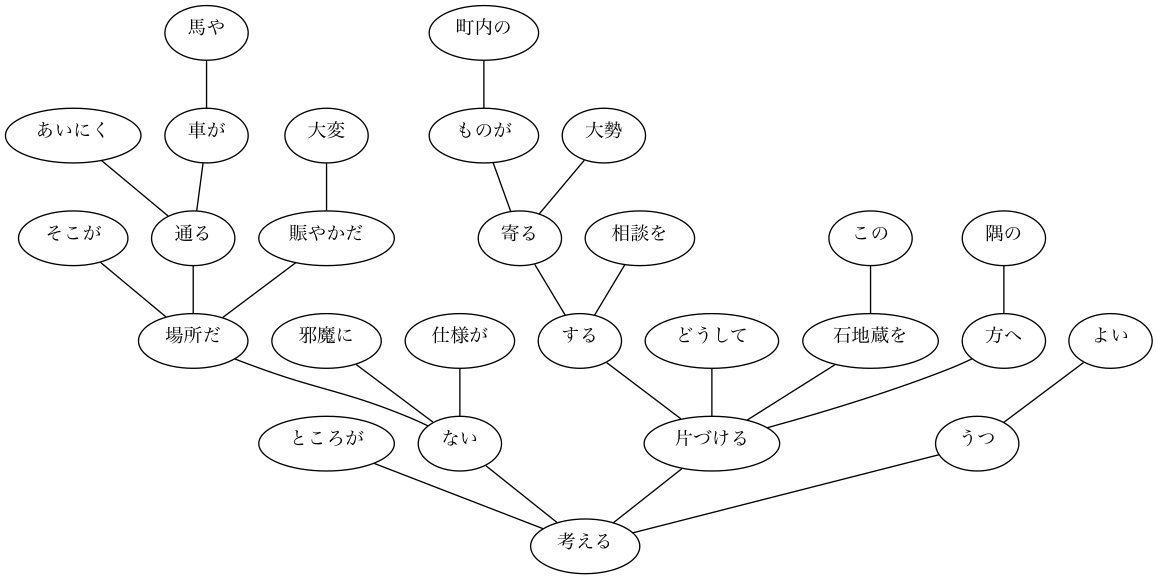 馬や
町内の
あいにく
車が
大変
ものが
大勢
そこが
通る
賑やかだ
寄る
相談を
この
隅の
場所だ
邪魔に
仕様が
する
どうして
石地蔵を
方へ
よい
ところが
ない
片づける
うつ
考える